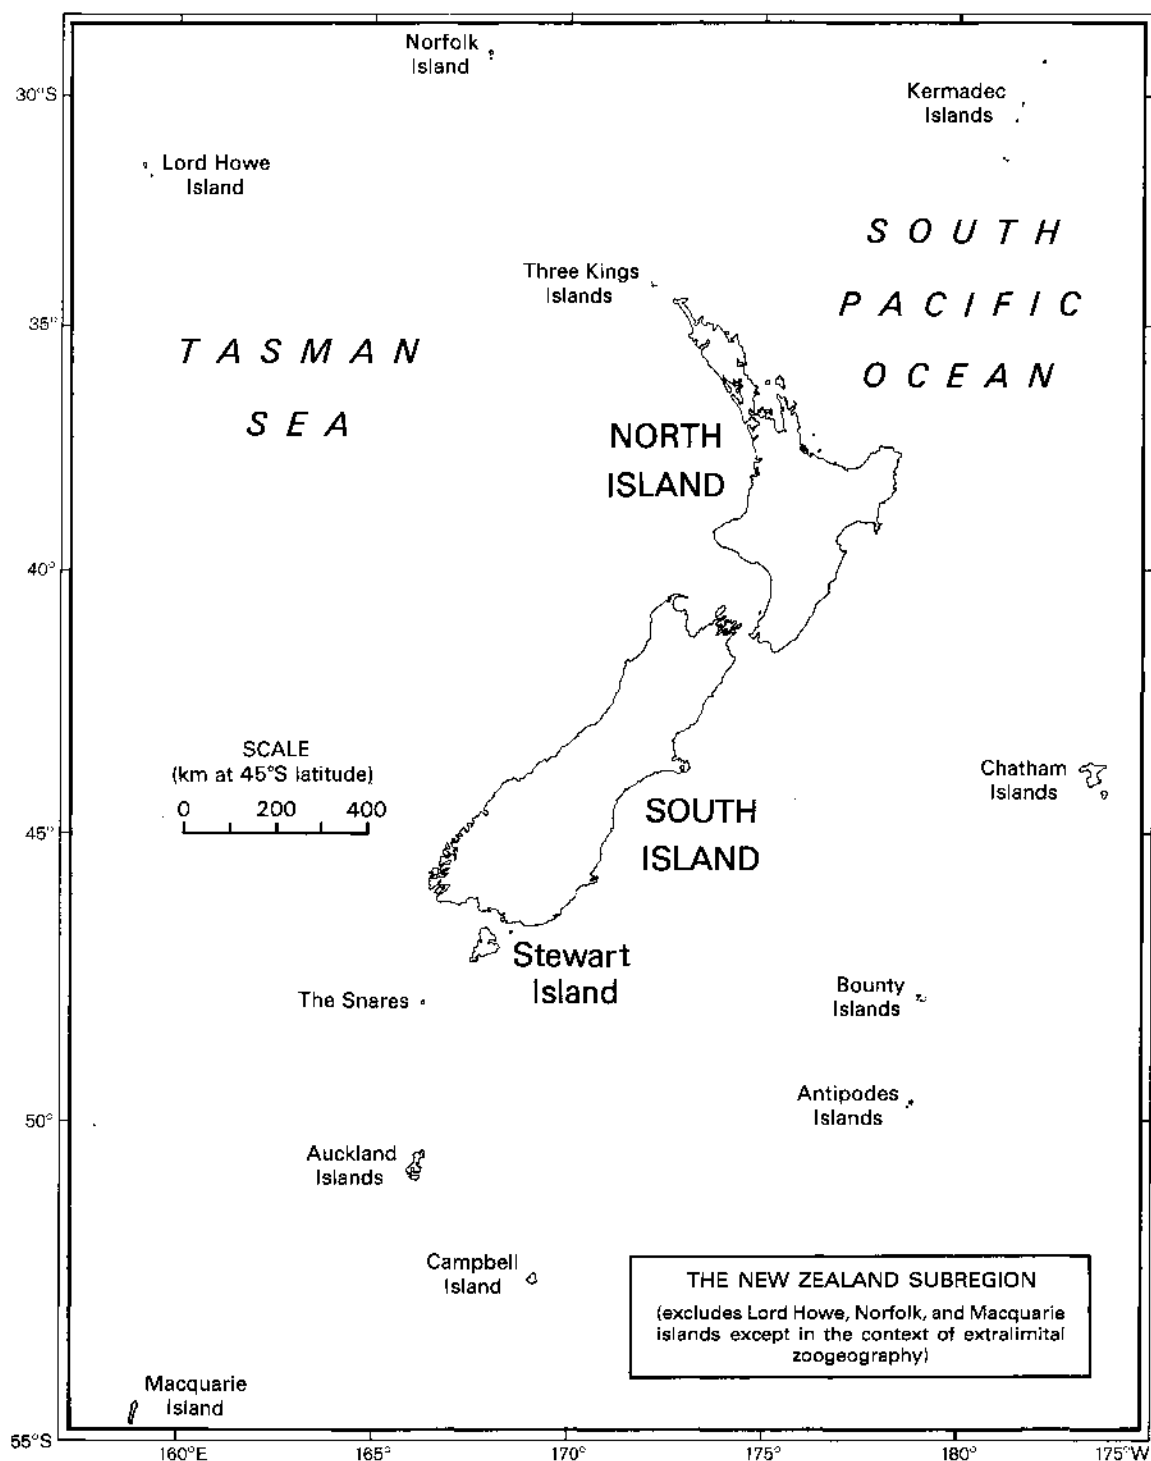 Norfolk
Island
30°S
Kermadec
Islands
Lord Howe
Island
SOUTH
PACIFIC
OCEAN
Three Kings
Islands
35°
TASMAN
SEA
NORTH
ISLAND
40°
SCALE
(km at 45°S latitude)
0 200 400
Chatham
Islands
SOUTH
ISLAND
45°
Stewart
Island
The Snares
Bounty
Islands
Antipodes
Islands
50°
Auckland
Islands
Campbell
Island
THE NEW ZEALAND SUBREGION
(excludes Lord Howe, Norfolk, and Macquarie
islands except in the context of extralimital
zoogeography)
Macquarie
Island
55°S
160°E 165° 170° 175° 180° 175°W